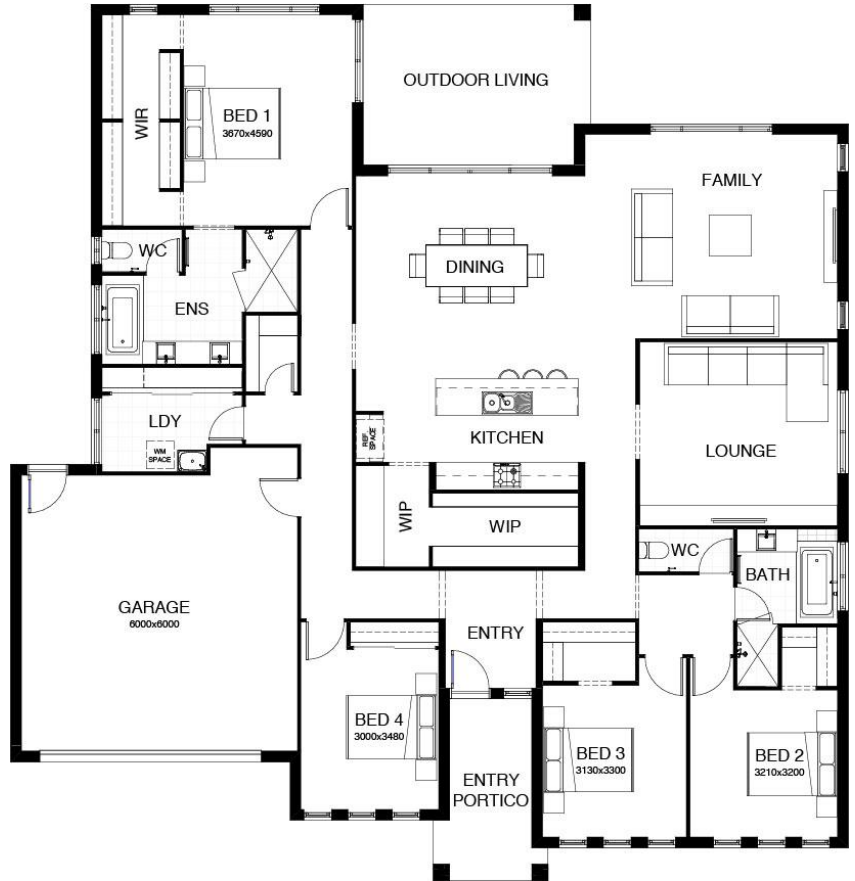 OUTDOOR LIVING
WIR
BED 1
3670x4590
FAMILY
WC
DINING
ENS
LDY
WM
SPACE
REF.
SPACE
KITCHEN
LOUNGE
WIP
WIP
WC
BATH
GARAGE
6000x6000
ENTRY
BED 4
3000x3480
BED 3
3130x3300
BED 2
3210x3200
ENTRY
PORTICO